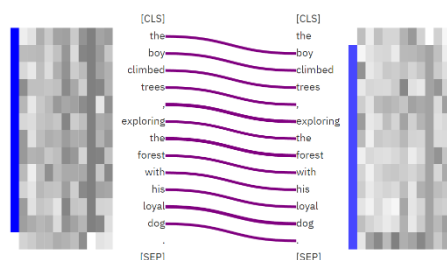 [CLS] [CLS]
the the
boy boy
climbed climbed
trees trees
, ,
exploring exploring
the the
forest forest
with with
his his
loyal loyal
dog dog
. .
[SEP] [SEP]